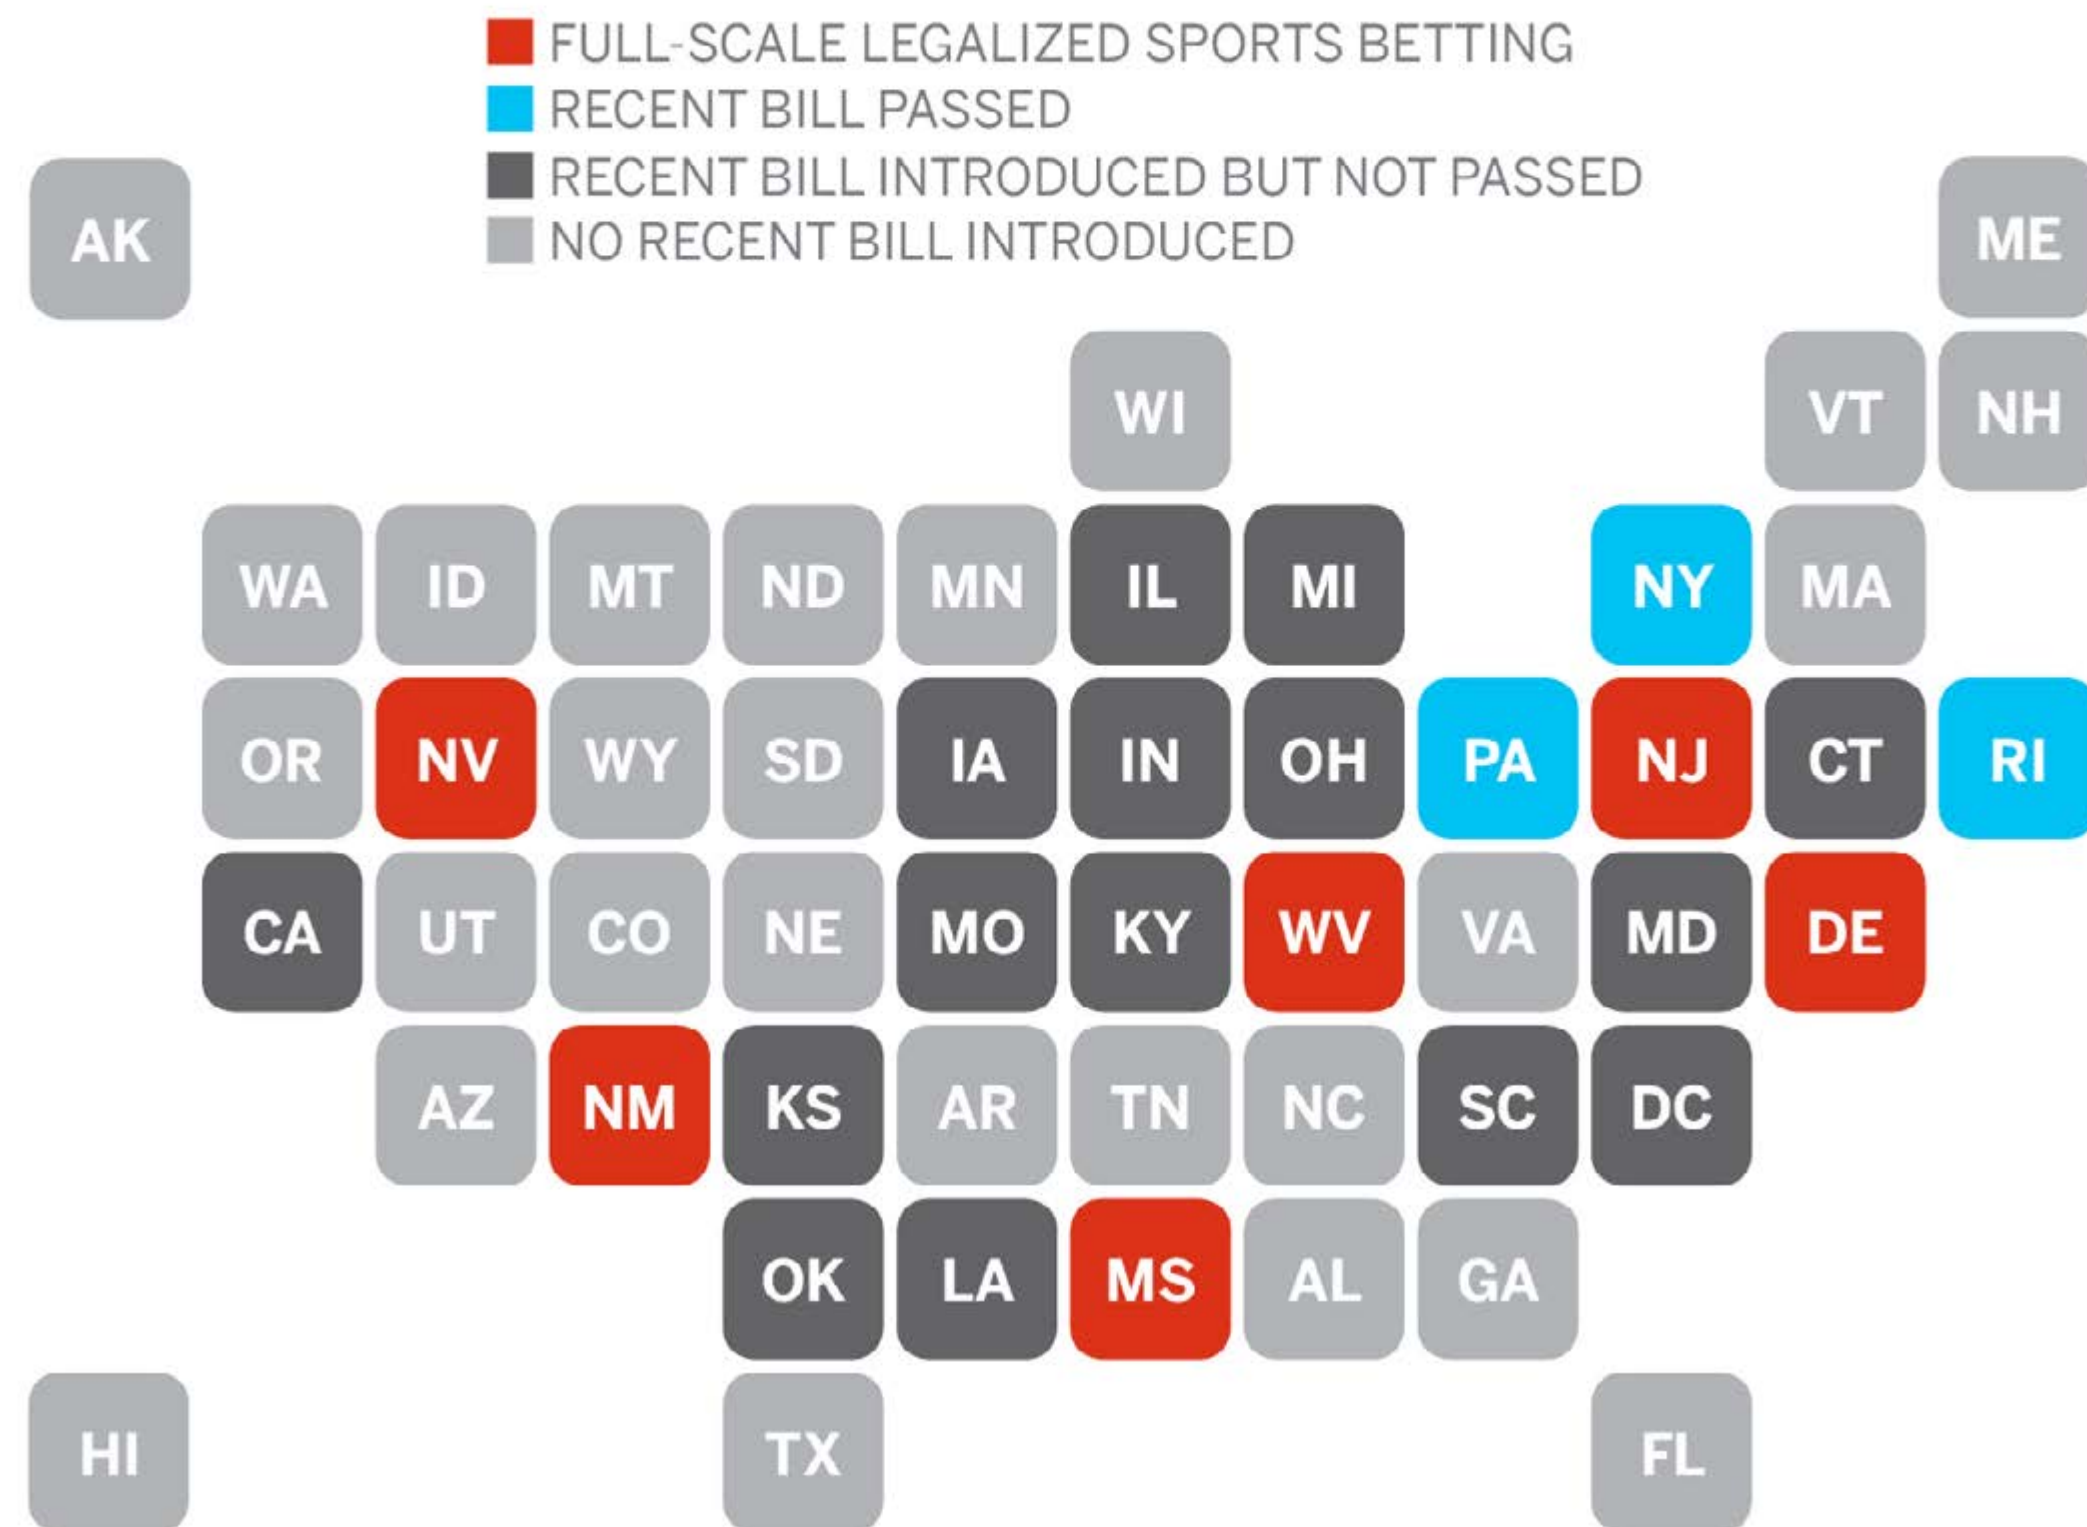 FULL-SCALE LEGALIZED SPORTS BETTING
RECENT BILL PASSED
RECENT BILL INTRODUCED BUT NOT PASSED
NO RECENT BILL INTRODUCED
AK ME
WI VT NH
WA ID MT ND MN IL MI NY MA
OR NV WY SD IA IN OH PA NJ CT RI
CA UT CO NE MO KY WV VA MD DE
AZ NM KS AR TN NC SC DC
OK LA MS AL GA
HI TX FL